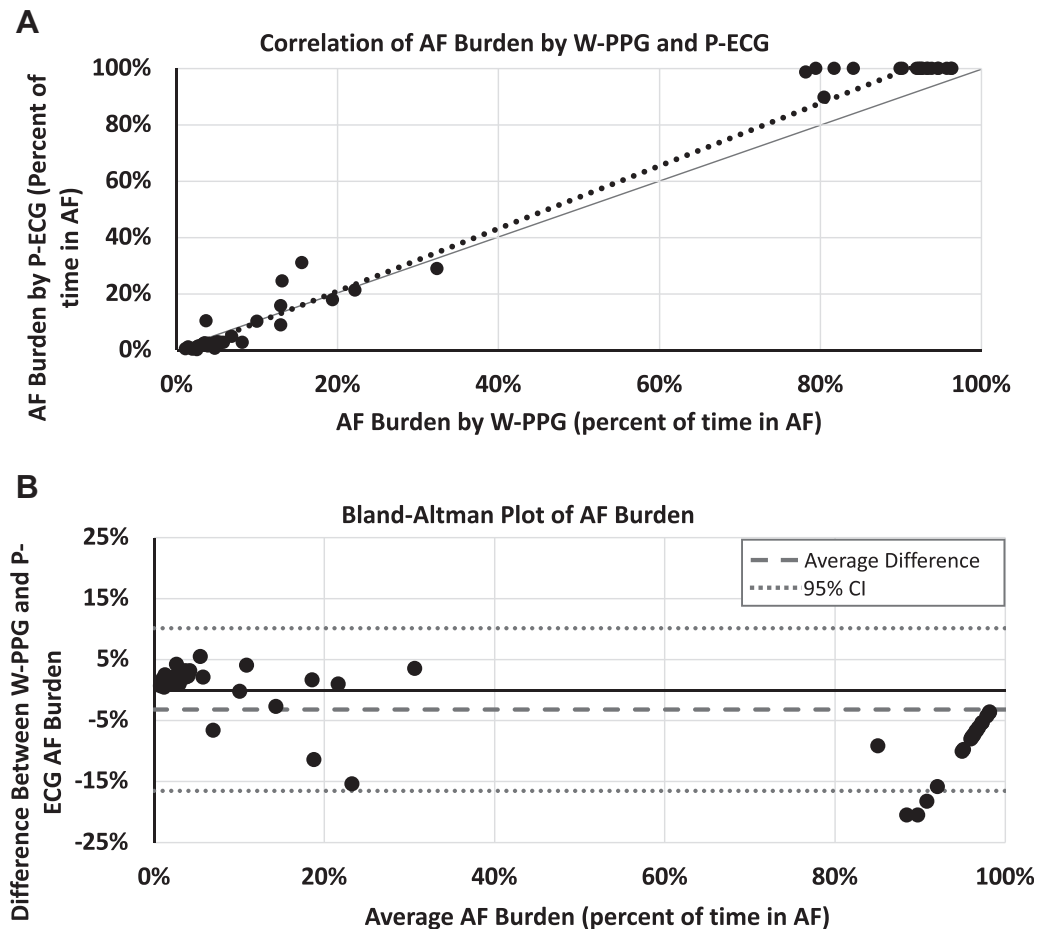 A
Correlation of AF Burden by W-PPG and P-ECG
AF Burden by P-ECG (Percent of
time in AF)
100%
80%
60%
40%
20%
0%
0% 20% 40% 60% 80% 100%
AF Burden by W-PPG (percent of time in AF)
B
Bland-Altman Plot of AF Burden
Difference Between W-PPG and P-
ECG AF Burden
25%
15%
5%
-5%
-15%
-25%
Average Difference
95% CI
0% 20% 40% 60% 80% 100%
Average AF Burden (percent of time in AF)